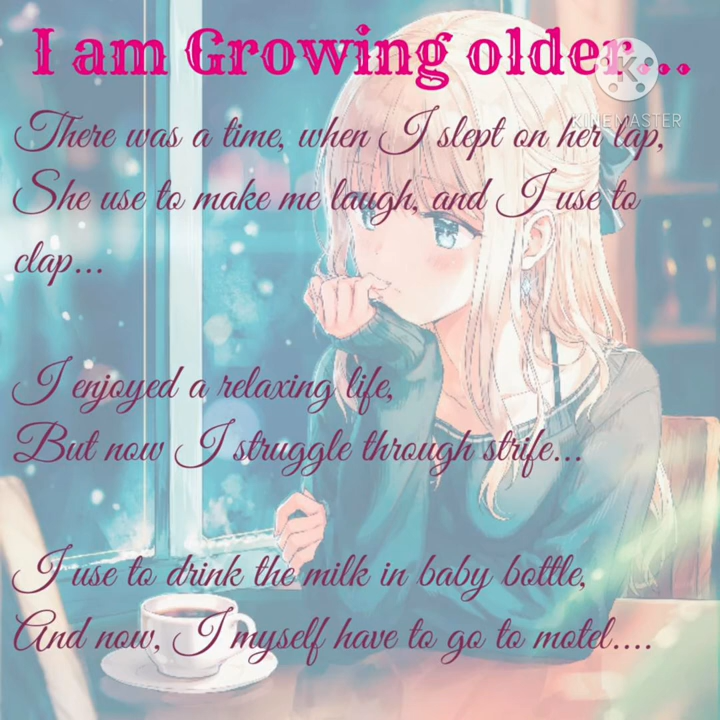 I am Growing older...
KINEMASTER
There was a time, when I slept on her lap,
She use to make me laugh, and I use to
clap...
I enjoyed a relaxing life,
But now I struggle through strife...
I use to drink the milk in baby bottle,
And now, I myself have to go to motel....